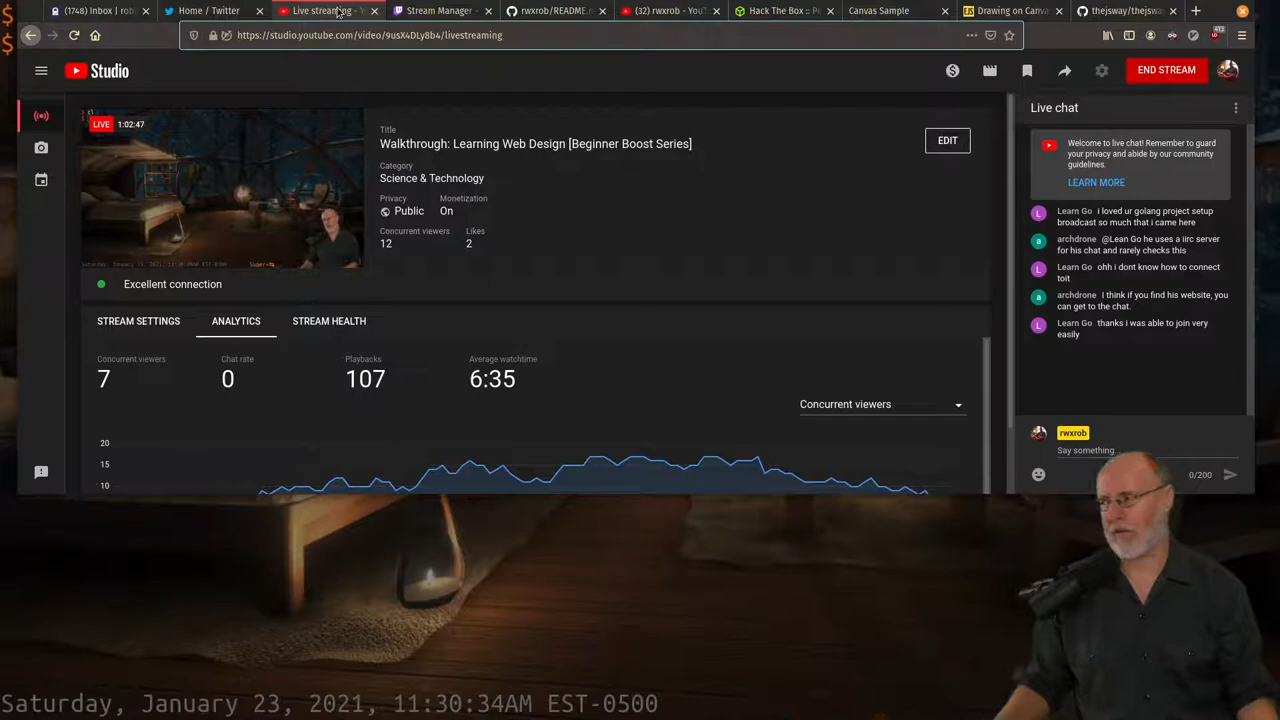 (1748) Inbox | rob
Home / Twitter
Live streaming - Y
Stream Manager -
rwxrob/README.m
(32) rwxrob - YouT
Hack The Box :: Pe
Canvas Sample
Drawing on Canva
thejsway/thejsway
https://studio.youtube.com/video/9usX4DLy8b4/livestreaming
Studio
END STREAM
LIVE 1:02:47
Title
Walkthrough: Learning Web Design [Beginner Boost Series]
EDIT
Category
Science & Technology
Privacy Monetization
Public On
Concurrent viewers Likes
12 2
Excellent connection
STREAM SETTINGS ANALYTICS STREAM HEALTH
Concurrent viewers Chat rate Playbacks Average watchtime
7 0 107 6:35
Concurrent viewers
20
15
10
Live chat
Welcome to live chat! Remember to guard
your privacy and abide by our community
guidelines.
LEARN MORE
L Learn Go i loved ur golang project setup
broadcast so much that i came here
a archdrone @Lean Go he uses a iirc server
for his chat and rarely checks this
L Learn Go ohh i dont know how to connect
toit
a archdrone I think if you find his website, you
can get to the chat.
L Learn Go thanks i was able to join very
easily
rwxrob
Say something...
0/200
Saturday, January 23, 2021, 11:30:34AM EST-0500